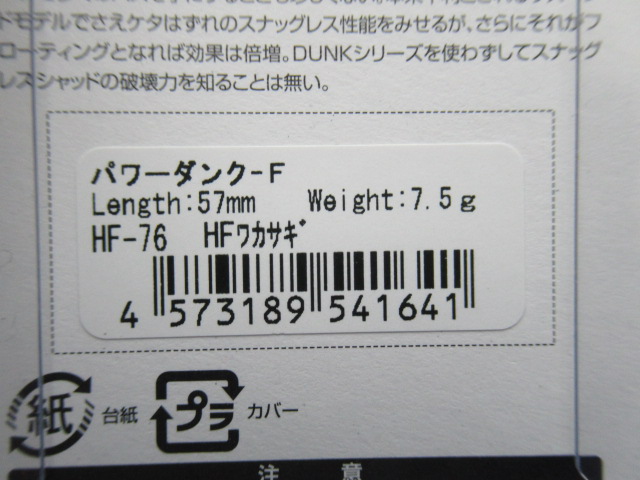 ドモデルでさえケタはずれのスナッグレス性能をみせるが、さらにそれがフ
ローティングとなれば効果は倍増。DUNKシリーズを使わずしてスナッグ
レスシャッドの破壊力を知ることは無い。
パワーダンク-F
Length:57mm Weight:7.5g
HF-76 HFワカサギ
4 573189 541641
紙 台紙 プラ カバー
注意